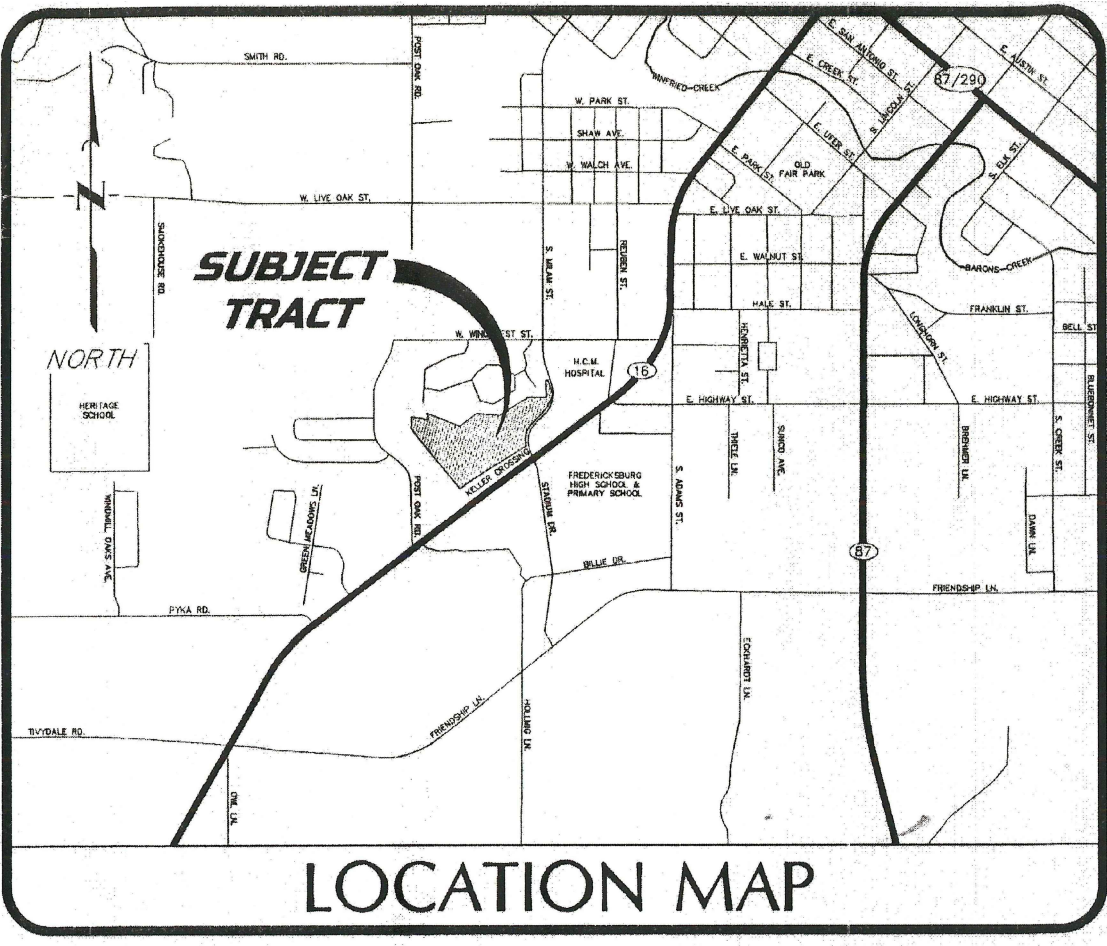 SMITH RD.
POST OAK RD.
WINFRIED-CREEK
E. SAN ANTONIO ST.
E. CREEK ST.
S. LINCOLN ST.
87/290
E. AUSTIN ST.
W. PARK ST.
SHAW AVE.
W. WALCH AVE.
E. PARK ST.
E. UFER ST.
OLD
FAIR PARK
S. ELK ST.
N
W. LIVE OAK ST.
E. LIVE OAK ST.
SMOKEHOUSE RD.
SUBJECT
TRACT
S. MILAM ST.
REUBEN ST.
E. WALNUT ST.
BARONS-CREEK
HALE ST.
FRANKLIN ST.
LONGHORN ST.
BELL ST
NORTH
HERITAGE
SCHOOL
H.C.M.
HOSPITAL
16
HENRIETTA ST.
E. HIGHWAY ST.
E. HIGHWAY ST.
BLUEBONNET ST.
S. CREEK ST.
THIELE LN.
SUNCO AVE.
BREHMER LN.
KELLER CROSSING
FREDERICKSBURG
HIGH SCHOOL &
PRIMARY SCHOOL
WINDMILL OAKS AVE.
GREEN MEADOWS LN.
POST OAK RD.
STADIUM DR.
S. ADAMS ST.
DAWN LN.
87
BILLIE DR.
FRIENDSHIP LN.
PYKA RD.
ECKHARDT LN.
FRIENDSHIP LN.
HOLLMIG LN.
TIVYDALE RD.
LOCATION MAP